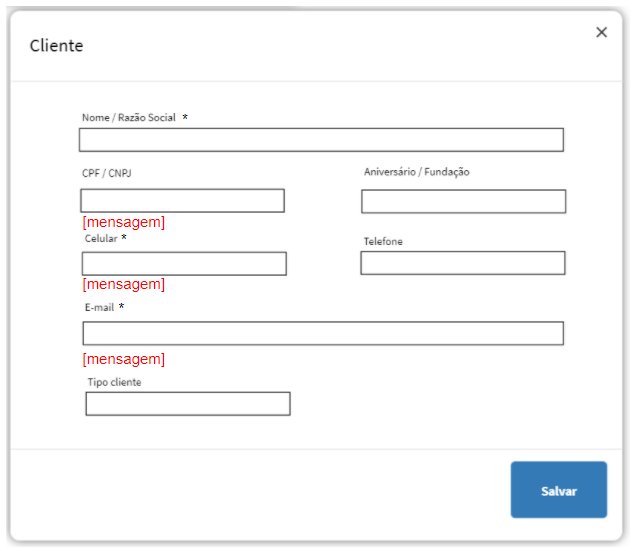 Cliente ×
Nome / Razão Social *
CPF / CNPJ Aniversário / Fundação
[mensagem]
Celular * Telefone
[mensagem]
E-mail *
[mensagem]
Tipo cliente
Salvar